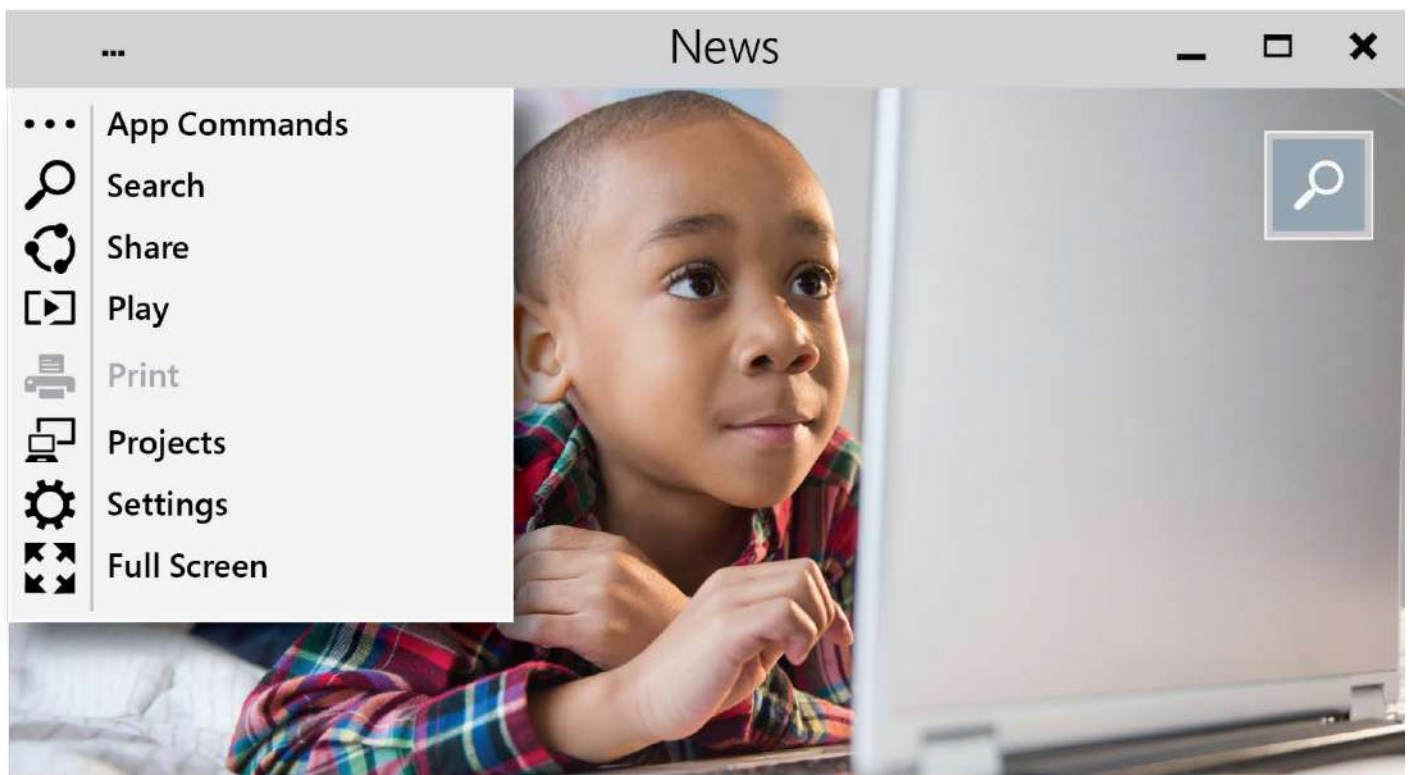 ... News
App Commands
Search
Share
Play
Print
Projects
Settings
Full Screen